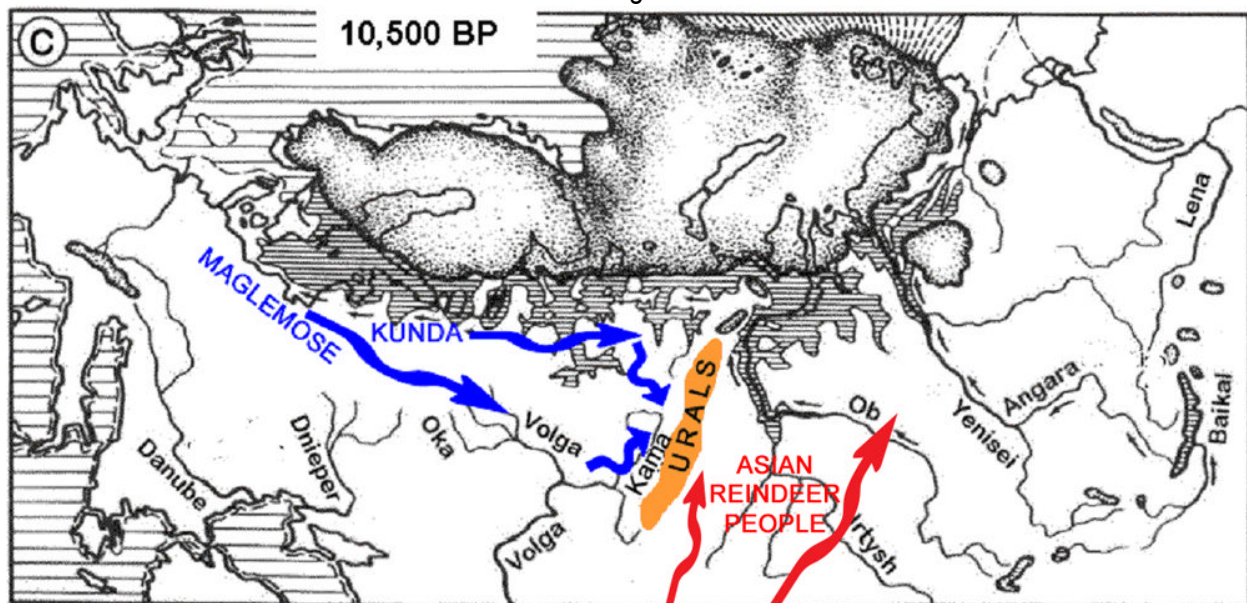 C
10,500 BP
Lena
MAGLEMOSE
KUNDA
URALS
Angara
Baikal
Yenisei
Ob
Volga
Oka
Dnieper
Danube
Kama
ASIAN
REINDEER
PEOPLE
Irtysh
Volga